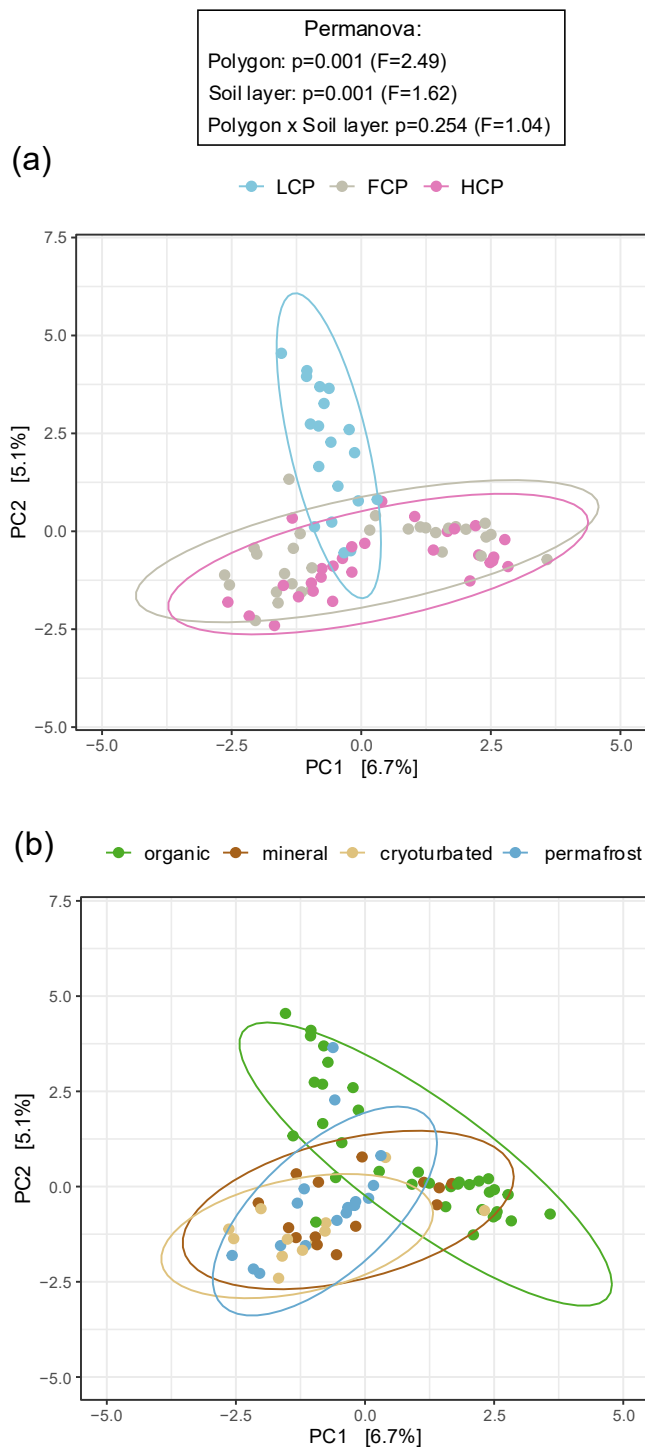 Permanova:
Polygon: p=0.001 (F=2.49)
Soil layer: p=0.001 (F=1.62)
Polygon x Soil layer: p=0.254 (F=1.04)
(a)
LCP FCP HCP
7.5
5.0
2.5
0.0
−2.5
−5.0
PC2 [5.1%]
−5.0 −2.5 0.0 2.5 5.0
PC1 [6.7%]
(b)
organic mineral cryoturbated permafrost
7.5
5.0
2.5
0.0
−2.5
−5.0
PC2 [5.1%]
−5.0 −2.5 0.0 2.5 5.0
PC1 [6.7%]